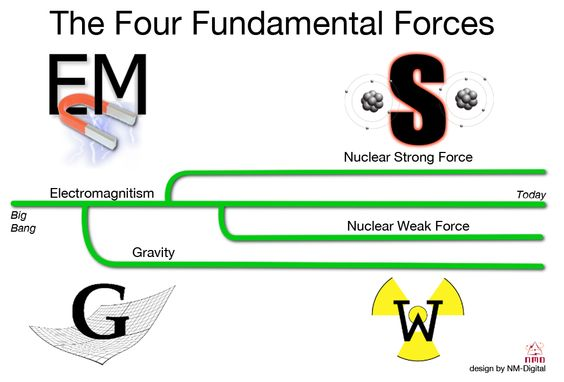 The Four Fundamental Forces
EM
S
Nuclear Strong Force
Electromagnitism
Today
Big
Bang
Nuclear Weak Force
Gravity
G
W
NMD
design by NM-Digital